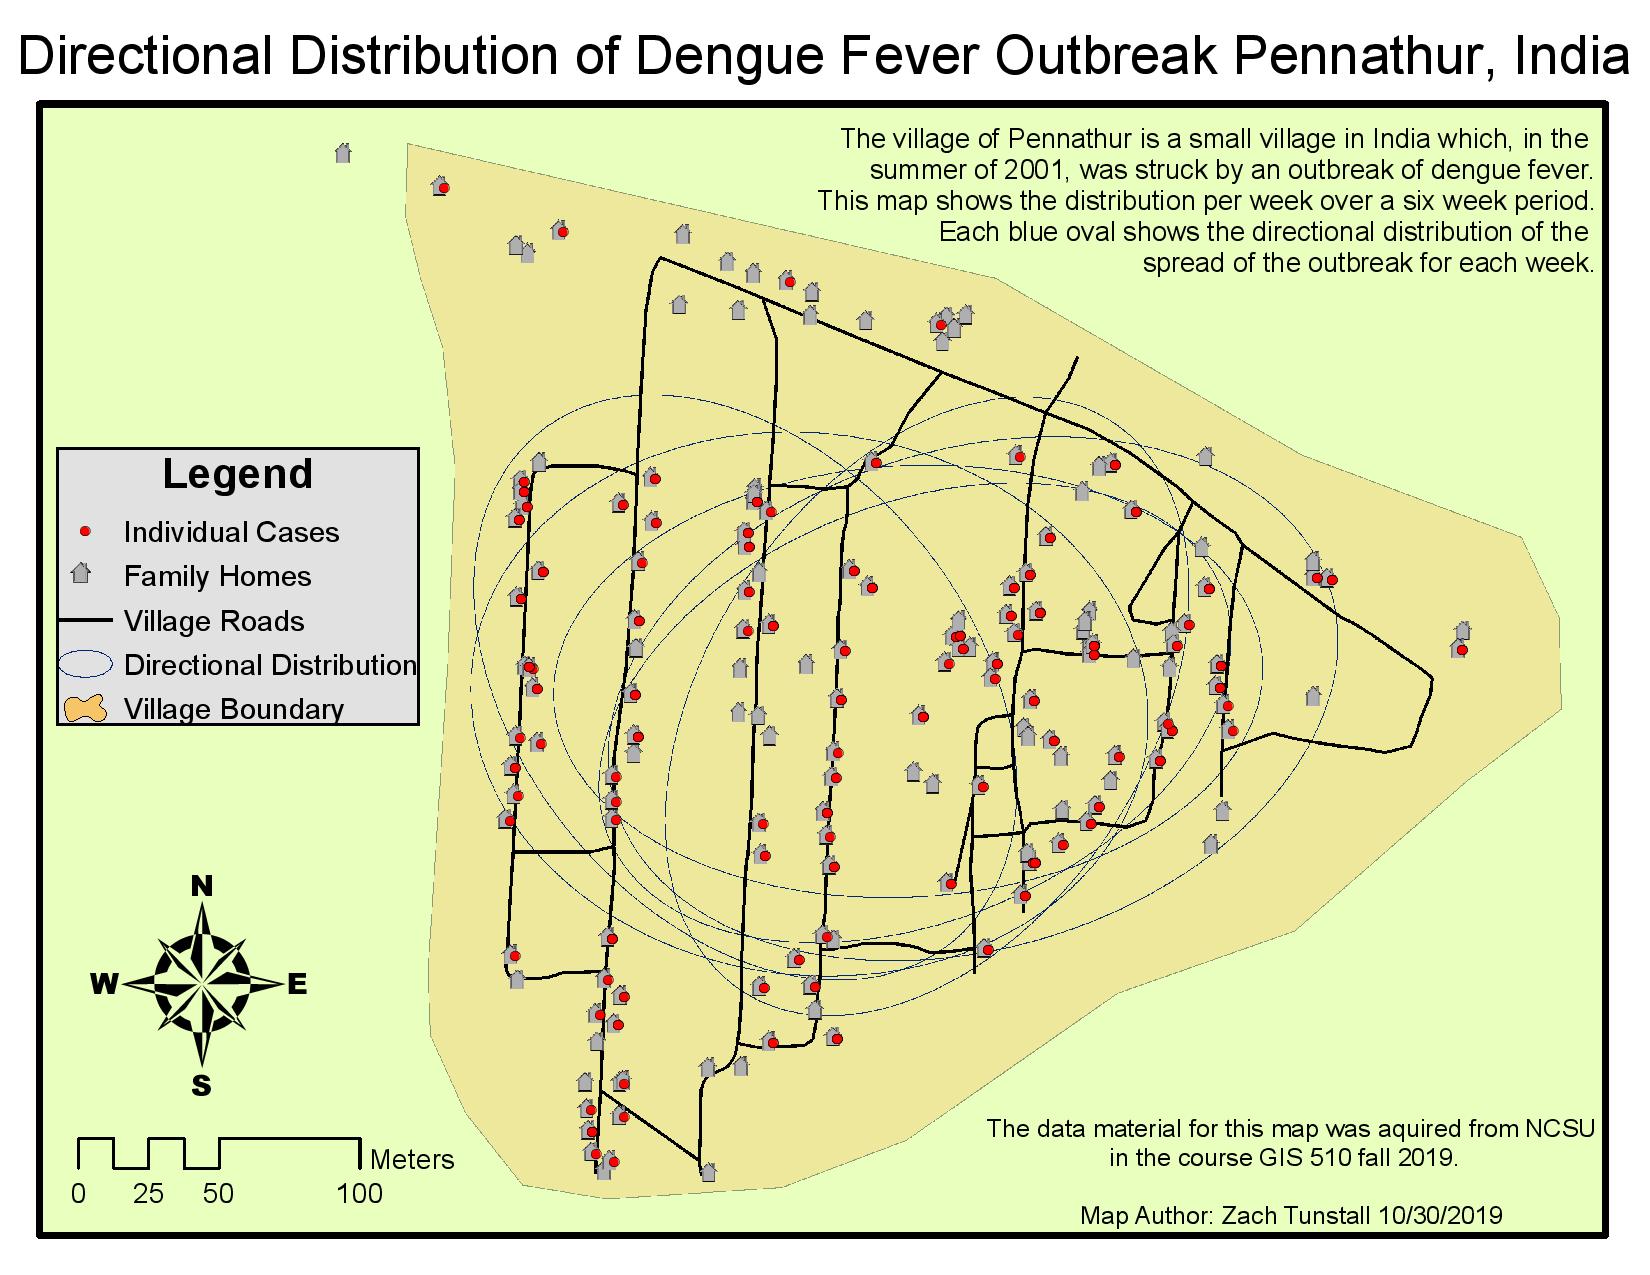 Directional Distribution of Dengue Fever Outbreak Pennathur, India
The village of Pennathur is a small village in India which, in the
summer of 2001, was struck by an outbreak of dengue fever.
This map shows the distribution per week over a six week period.
Each blue oval shows the directional distribution of the
spread of the outbreak for each week.
Legend
Individual Cases
Family Homes
Village Roads
Directional Distribution
Village Boundary
N
W E
S
Meters
0 25 50 100
The data material for this map was aquired from NCSU
in the course GIS 510 fall 2019.
Map Author: Zach Tunstall 10/30/2019